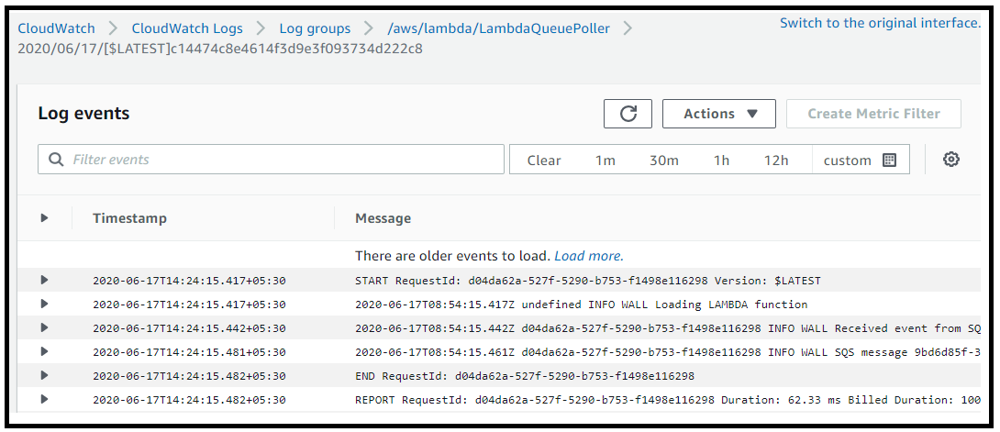 CloudWatch > CloudWatch Logs > Log groups > /aws/lambda/LambdaQueuePoller >
Switch to the original interface.
2020/06/17/[$LATEST]c14474c8e4614f3d9e3f093734d222c8
Log events
Actions ▼
Create Metric Filter
Filter events
Clear 1m 30m 1h 12h custom
Timestamp Message
There are older events to load. Load more.
2020-06-17T14:24:15.417+05:30 START RequestId: d04da62a-527f-5290-b753-f1498e116298 Version: $LATEST
2020-06-17T14:24:15.417+05:30 2020-06-17T08:54:15.417Z undefined INFO WALL Loading LAMBDA function
2020-06-17T14:24:15.442+05:30 2020-06-17T08:54:15.442Z d04da62a-527f-5290-b753-f1498e116298 INFO WALL Received event from SQ
2020-06-17T14:24:15.481+05:30 2020-06-17T08:54:15.461Z d04da62a-527f-5290-b753-f1498e116298 INFO WALL SQS message 9bd6d85f-3
2020-06-17T14:24:15.482+05:30 END RequestId: d04da62a-527f-5290-b753-f1498e116298
2020-06-17T14:24:15.482+05:30 REPORT RequestId: d04da62a-527f-5290-b753-f1498e116298 Duration: 62.33 ms Billed Duration: 100